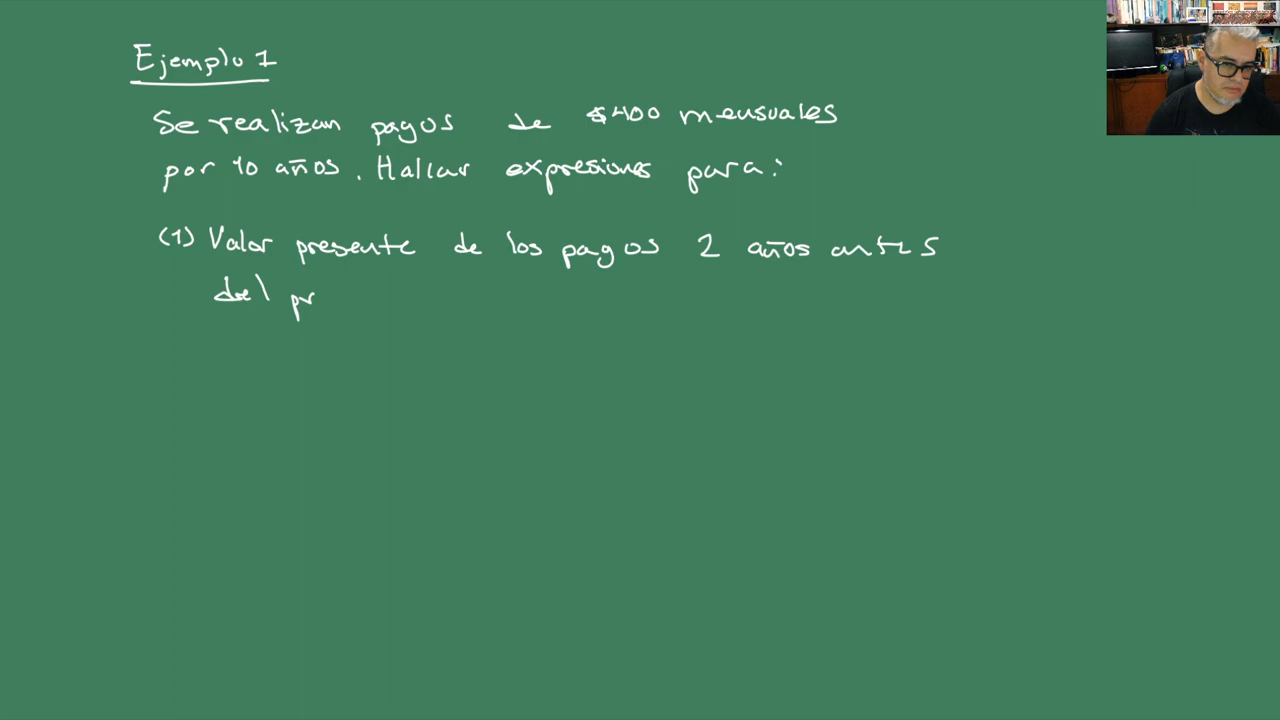 Ejemplo 1
Se realizan pagos de $400 mensuales
por 10 años. Hallar expresiones para:
(1) Valor presente de los pagos 2 años antes
del pr